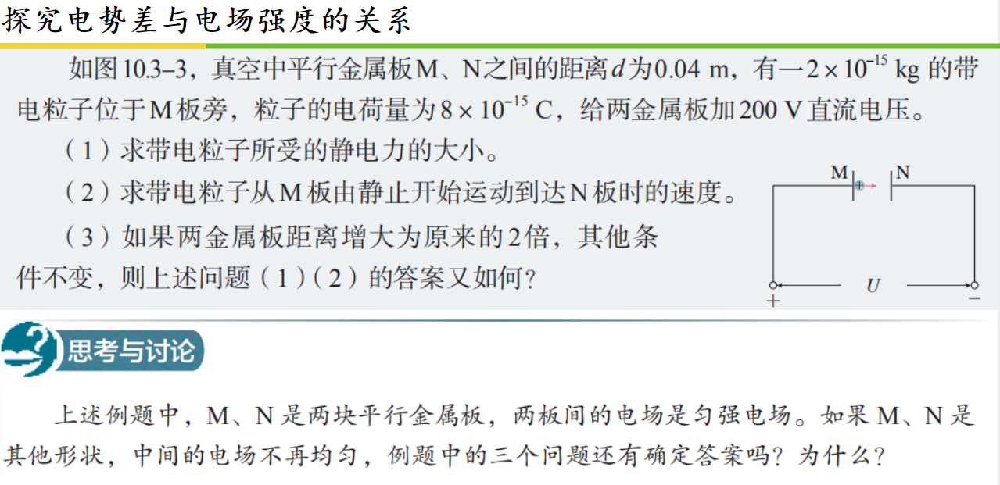 探究电势差与电场强度的关系
如图10.3–3，真空中平行金属板M、N之间的距离d为0.04 m，有一2×10⁻¹⁵ kg 的带
电粒子位于M板旁，粒子的电荷量为8×10⁻¹⁵ C，给两金属板加200 V直流电压。
（1）求带电粒子所受的静电力的大小。
（2）求带电粒子从M板由静止开始运动到达N板时的速度。
（3）如果两金属板距离增大为原来的2倍，其他条
件不变，则上述问题（1）（2）的答案又如何？
M N
+
U
+ −
思考与讨论
上述例题中，M、N 是两块平行金属板，两板间的电场是匀强电场。如果 M、N 是
其他形状，中间的电场不再均匀，例题中的三个问题还有确定答案吗？为什么？